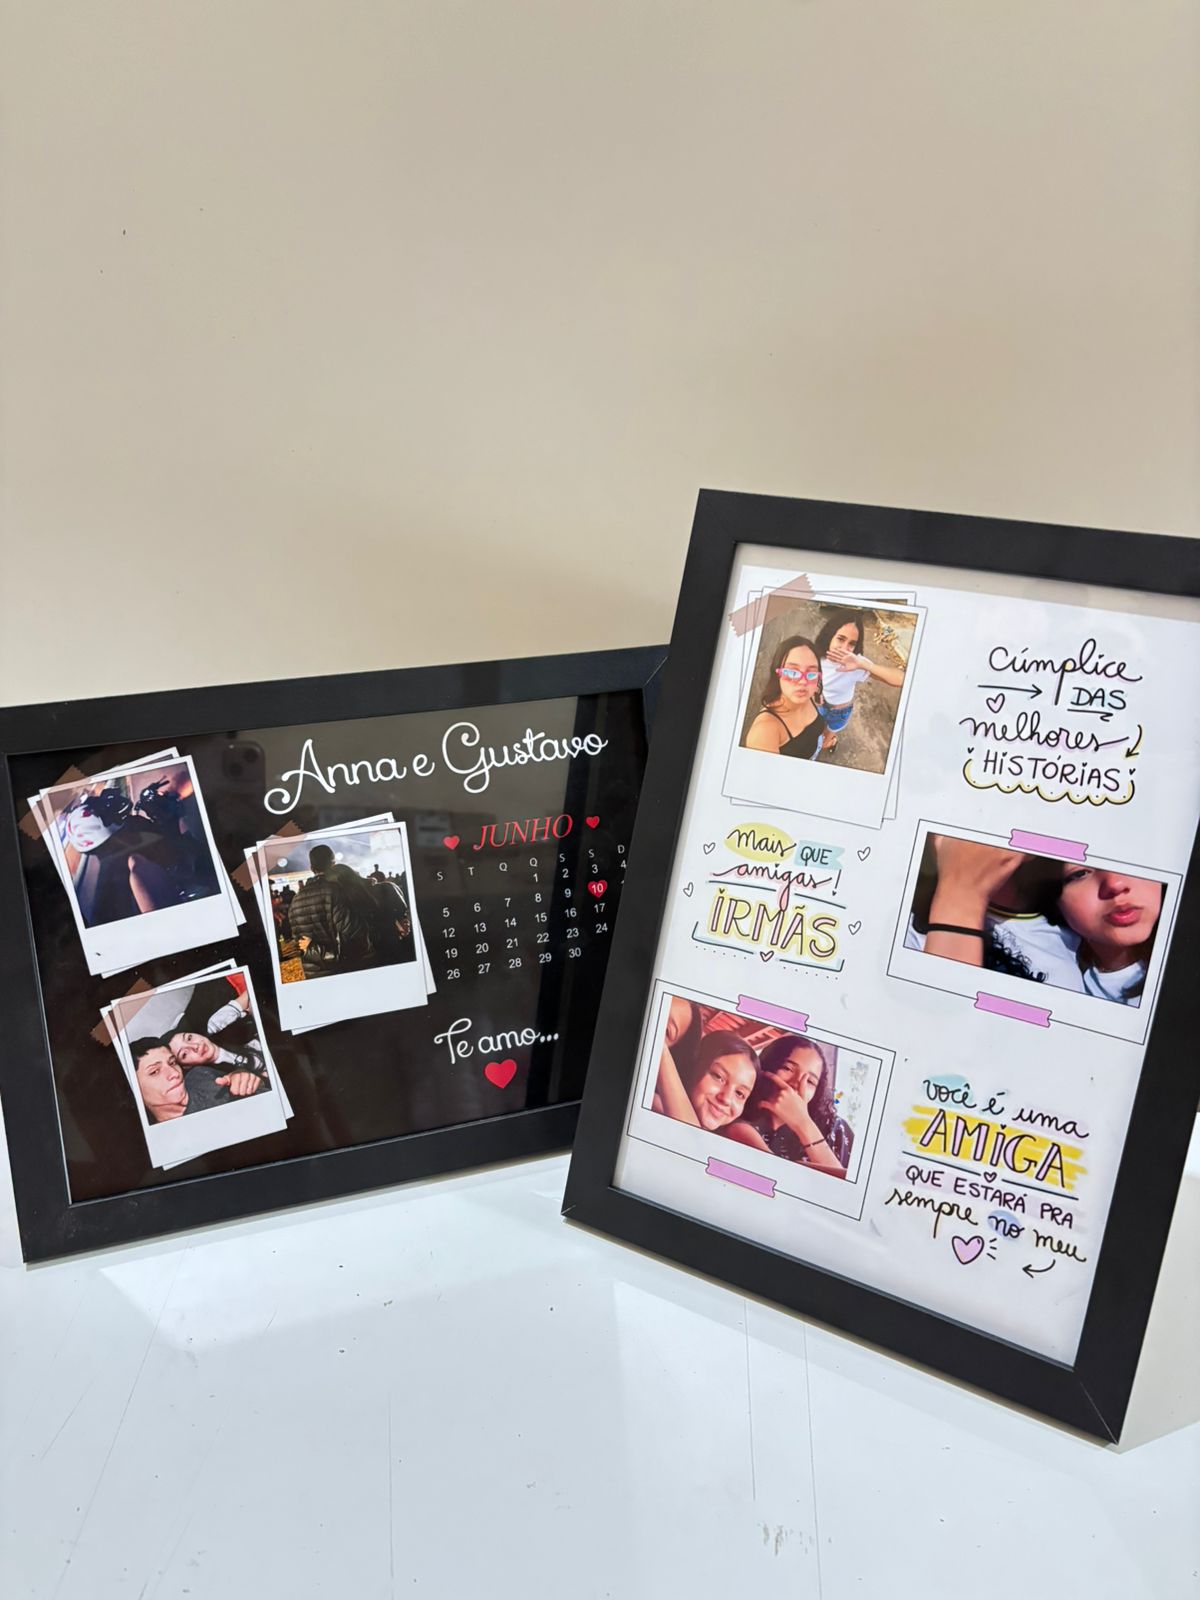 Anna e Gustavo
JUNHO
S T Q Q S S D
1 2 3 4
5 6 7 8 9 10
12 13 14 15 16 17
19 20 21 22 23 24
26 27 28 29 30
Te amo...
Cúmplice
DAS
melhores
HISTÓRIAS
Mais QUE
amigas!
IRMÃS
você é uma
AMIGA
QUE ESTARÁ PRA
sempre no meu